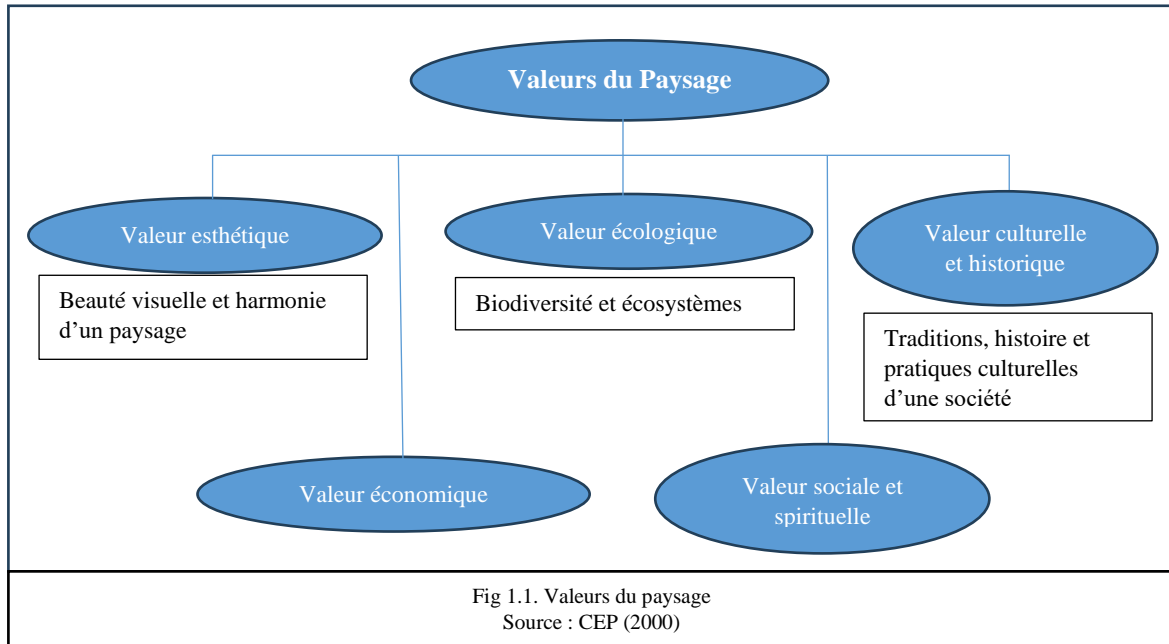 Valeurs du Paysage
Valeur esthétique
Beauté visuelle et harmonie
d’un paysage
Valeur écologique
Biodiversité et écosystèmes
Valeur culturelle
et historique
Traditions, histoire et
pratiques culturelles
d’une société
Valeur économique
Valeur sociale et
spirituelle
Fig 1.1. Valeurs du paysage
Source : CEP (2000)